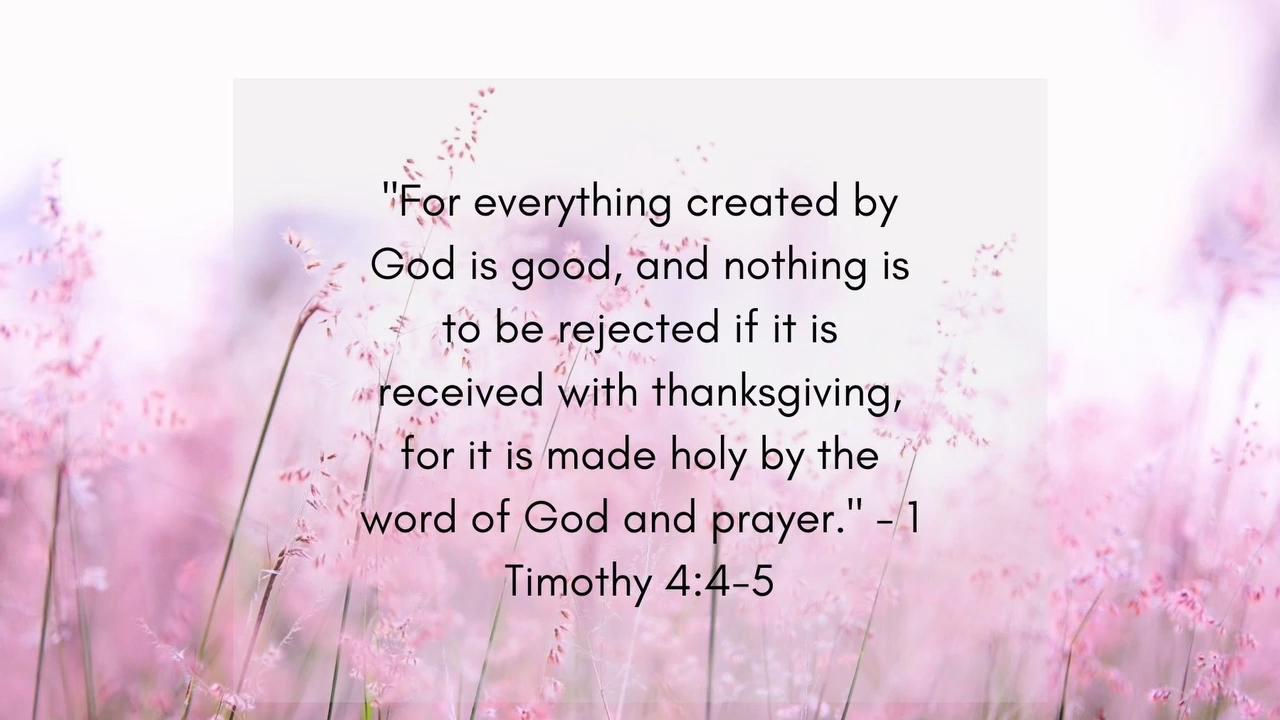 "For everything created by
God is good, and nothing is
to be rejected if it is
received with thanksgiving,
for it is made holy by the
word of God and prayer." - 1
Timothy 4:4-5